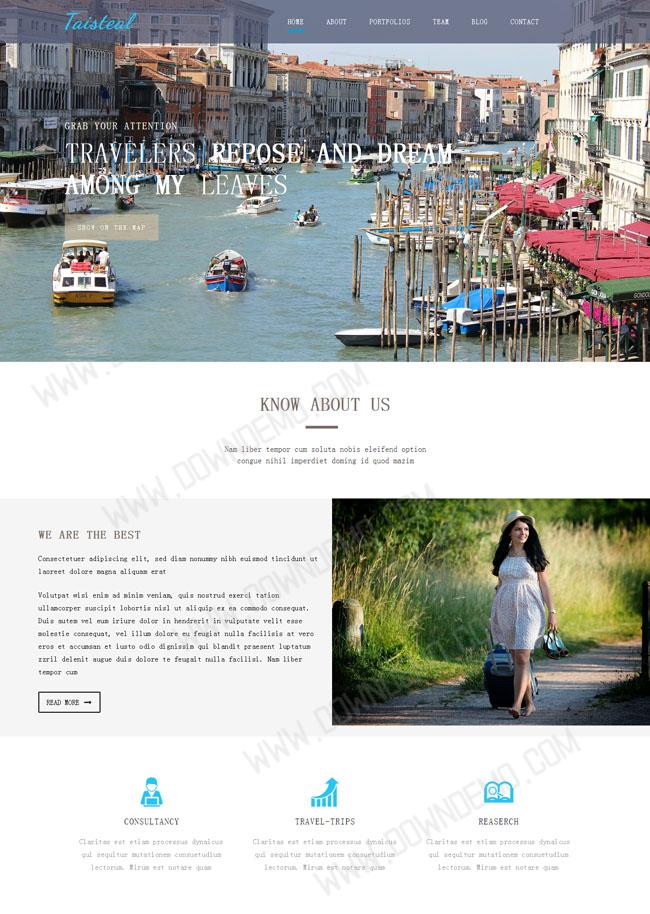 Taisteal
HOME ABOUT PORTFOLIOS TEAM BLOG CONTACT
GRAB YOUR ATTENTION
TRAVELERS REPOSE AND DREAM
AMONG MY LEAVES
SHOW ON THE MAP
KNOW ABOUT US
Nam liber tempor cum soluta nobis eleifend option
congue nihil imperdiet doming id quod mazim
WE ARE THE BEST
Consectetuer adipiscing elit, sed diam nonummy nibh euismod tincidunt ut
laoreet dolore magna aliquam erat
Volutpat wisi enim ad minim veniam, quis nostrud exerci tation
ullamcorper suscipit lobortis nisl ut aliquip ex ea commodo consequat.
Duis autem vel eum iriure dolor in hendrerit in vulputate velit esse
molestie consequat, vel illum dolore eu feugiat nulla facilisis at vero
eros et accumsan et iusto odio dignissim qui blandit praesent luptatum
zzril delenit augue duis dolore te feugait nulla facilisi. Nam liber
tempor cum
READ MORE
CONSULTANCY TRAVEL-TRIPS REASERCH
Claritas est etiam processus dynaicus Claritas est etiam processus dynaicus Claritas est etiam processus dynaicus
qui sequitur mutationem consuetudium qui sequitur mutationem consuetudium qui sequitur mutationem consuetudium
lectorum. Mirum est notare quam lectorum. Mirum est notare quam lectorum. Mirum est notare quam
WWW.DOWNDEMO.COM
WWW.DOWNDEMO.COM